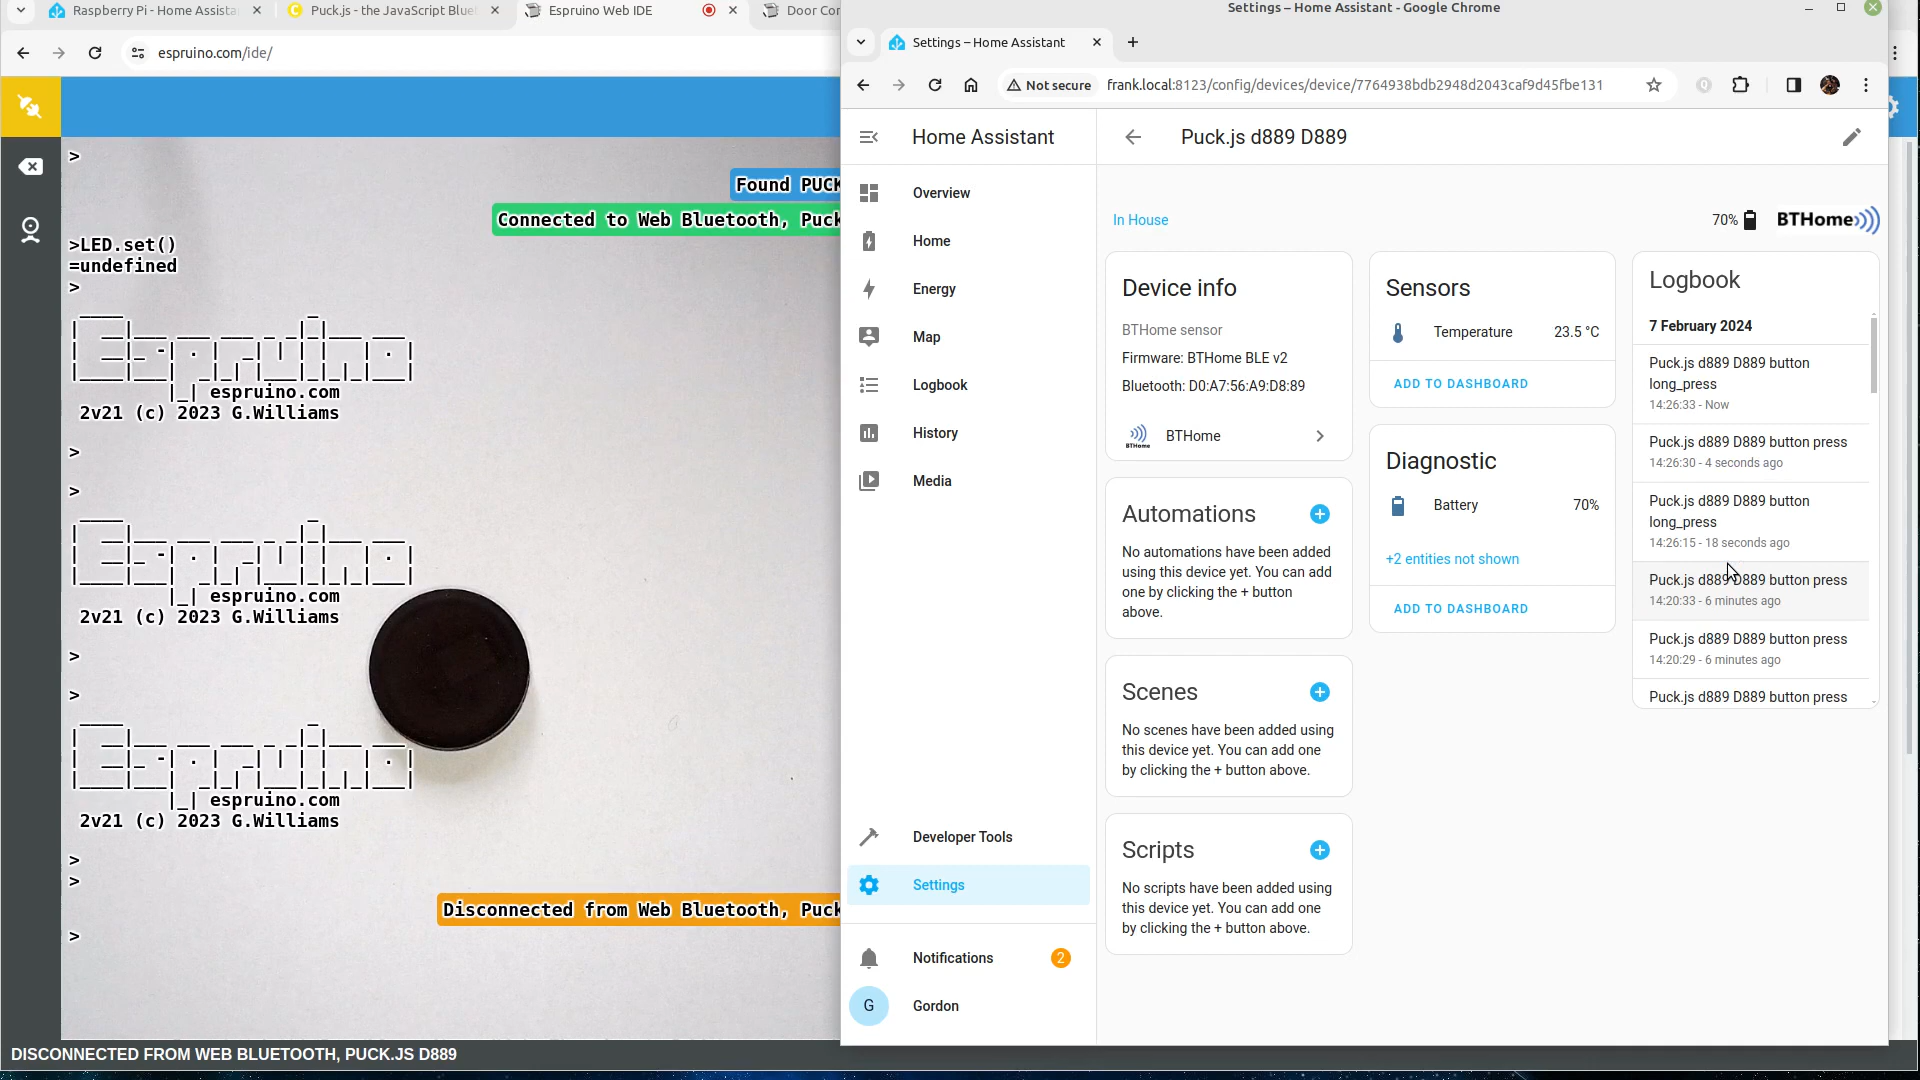 Raspberry Pi - Home Assista
Puck.js - the JavaScript Blue
Espruino Web IDE
Door Co
espruino.com/ide/
>
Found PUCK
Connected to Web Bluetooth, Puck
>LED.set()
=undefined
>
|_| espruino.com
2v21 (c) 2023 G.Williams
>
>
|_| espruino.com
2v21 (c) 2023 G.Williams
>
>
|_| espruino.com
2v21 (c) 2023 G.Williams
>
>
Disconnected from Web Bluetooth, Puck
>
DISCONNECTED FROM WEB BLUETOOTH, PUCK.JS D889
Settings – Home Assistant - Google Chrome
Settings – Home Assistant
Not secure
frank.local:8123/config/devices/device/7764938bdb2948d2043caf9d45fbe131
Home Assistant
Overview
Home
Energy
Map
Logbook
History
Media
Developer Tools
Settings
Notifications
2
G
Gordon
Puck.js d889 D889
In House
70%
BTHome
Device info
BTHome sensor
Firmware: BTHome BLE v2
Bluetooth: D0:A7:56:A9:D8:89
BTHome
BTHome
Automations
No automations have been added
using this device yet. You can add
one by clicking the + button
above.
Scenes
No scenes have been added using
this device yet. You can add one
by clicking the + button above.
Scripts
No scripts have been added using
this device yet. You can add one
by clicking the + button above.
Sensors
Temperature
23.5 °C
ADD TO DASHBOARD
Diagnostic
Battery
70%
+2 entities not shown
ADD TO DASHBOARD
Logbook
7 February 2024
Puck.js d889 D889 button
long_press
14:26:33 - Now
Puck.js d889 D889 button press
14:26:30 - 4 seconds ago
Puck.js d889 D889 button
long_press
14:26:15 - 18 seconds ago
Puck.js d889 D889 button press
14:20:33 - 6 minutes ago
Puck.js d889 D889 button press
14:20:29 - 6 minutes ago
Puck.js d889 D889 button press